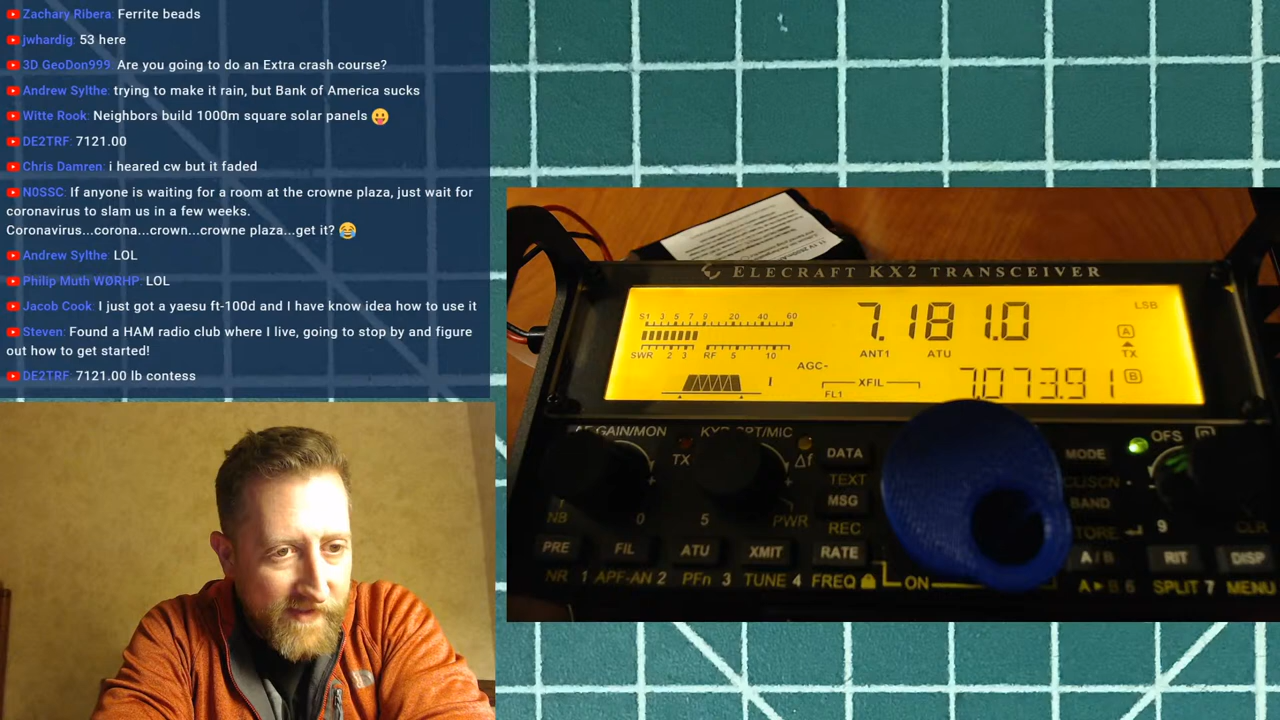 Zachary Ribera: Ferrite beads
jwhardig: 53 here
3D GeoDon999: Are you going to do an Extra crash course?
Andrew Sylthe: trying to make it rain, but Bank of America sucks
Witte Rook: Neighbors build 1000m square solar panels 😛
DE2TRF: 7121.00
Chris Damren: i heared cw but it faded
N0SSC: If anyone is waiting for a room at the crowne plaza, just wait for
coronavirus to slam us in a few weeks.
Coronavirus...corona...crown...crowne plaza...get it? 😂
Andrew Sylthe: LOL
Philip Muth WØRHP: LOL
Jacob Cook: I just got a yaesu ft-100d and I have know idea how to use it
Steven: Found a HAM radio club where I live, going to stop by and figure
out how to get started!
DE2TRF: 7121.00 lb contess
ELECRAFT KX2 TRANSCEIVER
S1 3 5 7 9 20 40 60
7.181.0
LSB
SWR 2 3 RF 5 10
ANT1 ATU
A
TX
AGC-
I
FL1 XFIL
7.073.91
B
AF GAIN/MON
TX
Δf
DATA
TEXT
MSG
REC
MODE
OFS B
BAND
NB 0 5 PWR
9
CLR
PRE FIL ATU XMIT RATE
A/B RIT DISP
NR 1 APF-AN 2 PFn 3 TUNE 4 FREQ
ON
A▸B 6 SPLIT 7 MENU